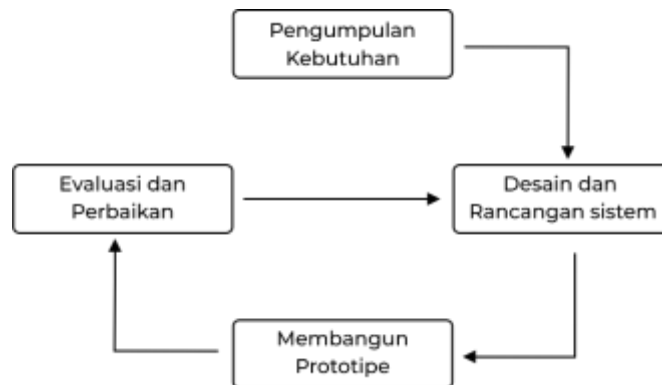 Pengumpulan
Kebutuhan
Evaluasi dan
Perbaikan
Desain dan
Rancangan sistem
Membangun
Prototipe